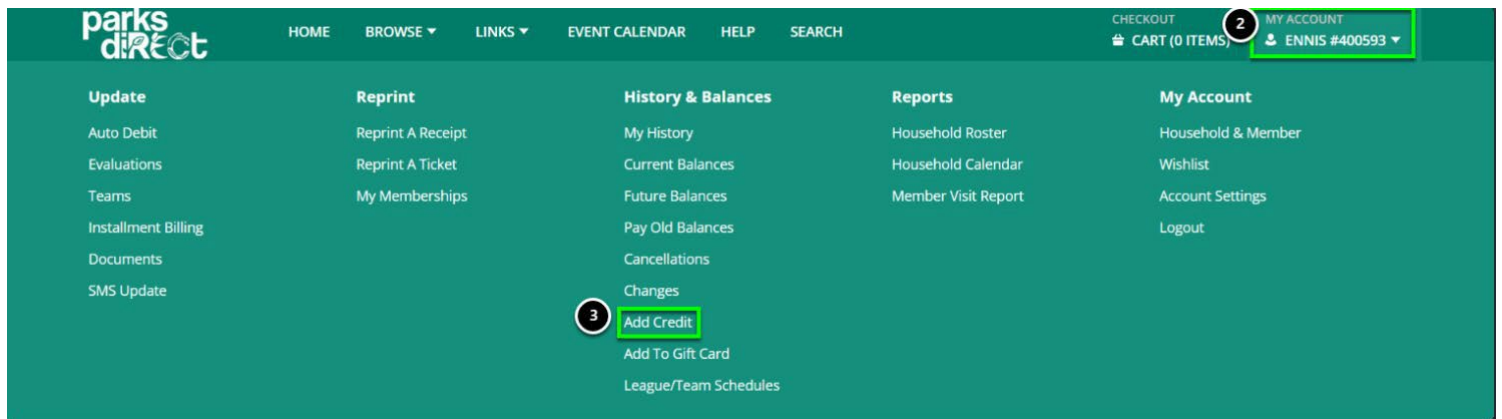 parks
direct
HOME BROWSE LINKS EVENT CALENDAR HELP SEARCH
CHECKOUT
CART (0 ITEMS)
2
MY ACCOUNT
ENNIS #400593
Update
Auto Debit
Evaluations
Teams
Installment Billing
Documents
SMS Update
Reprint
Reprint A Receipt
Reprint A Ticket
My Memberships
History & Balances
My History
Current Balances
Future Balances
Pay Old Balances
Cancellations
Changes
3
Add Credit
Add To Gift Card
League/Team Schedules
Reports
Household Roster
Household Calendar
Member Visit Report
My Account
Household & Member
Wishlist
Account Settings
Logout